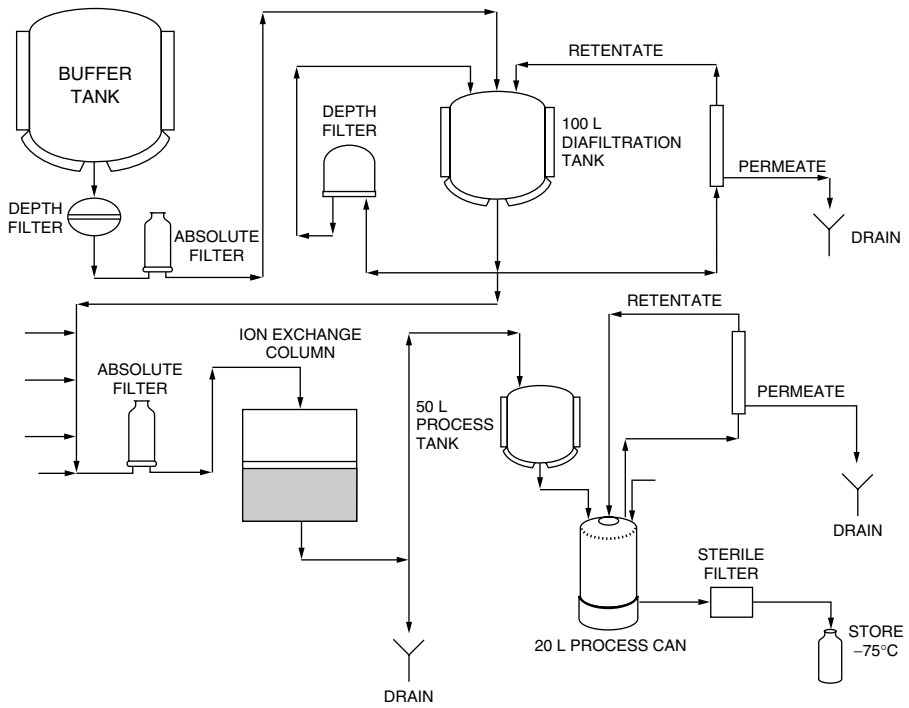 BUFFER
TANK
DEPTH
FILTER
ABSOLUTE
FILTER
DEPTH
FILTER
RETENTATE
100 L
DIAFILTRATION
TANK
PERMEATE
DRAIN
ABSOLUTE
FILTER
ION EXCHANGE
COLUMN
50 L
PROCESS
TANK
RETENTATE
PERMEATE
DRAIN
STERILE
FILTER
20 L PROCESS CAN
STORE
–75°C
DRAIN